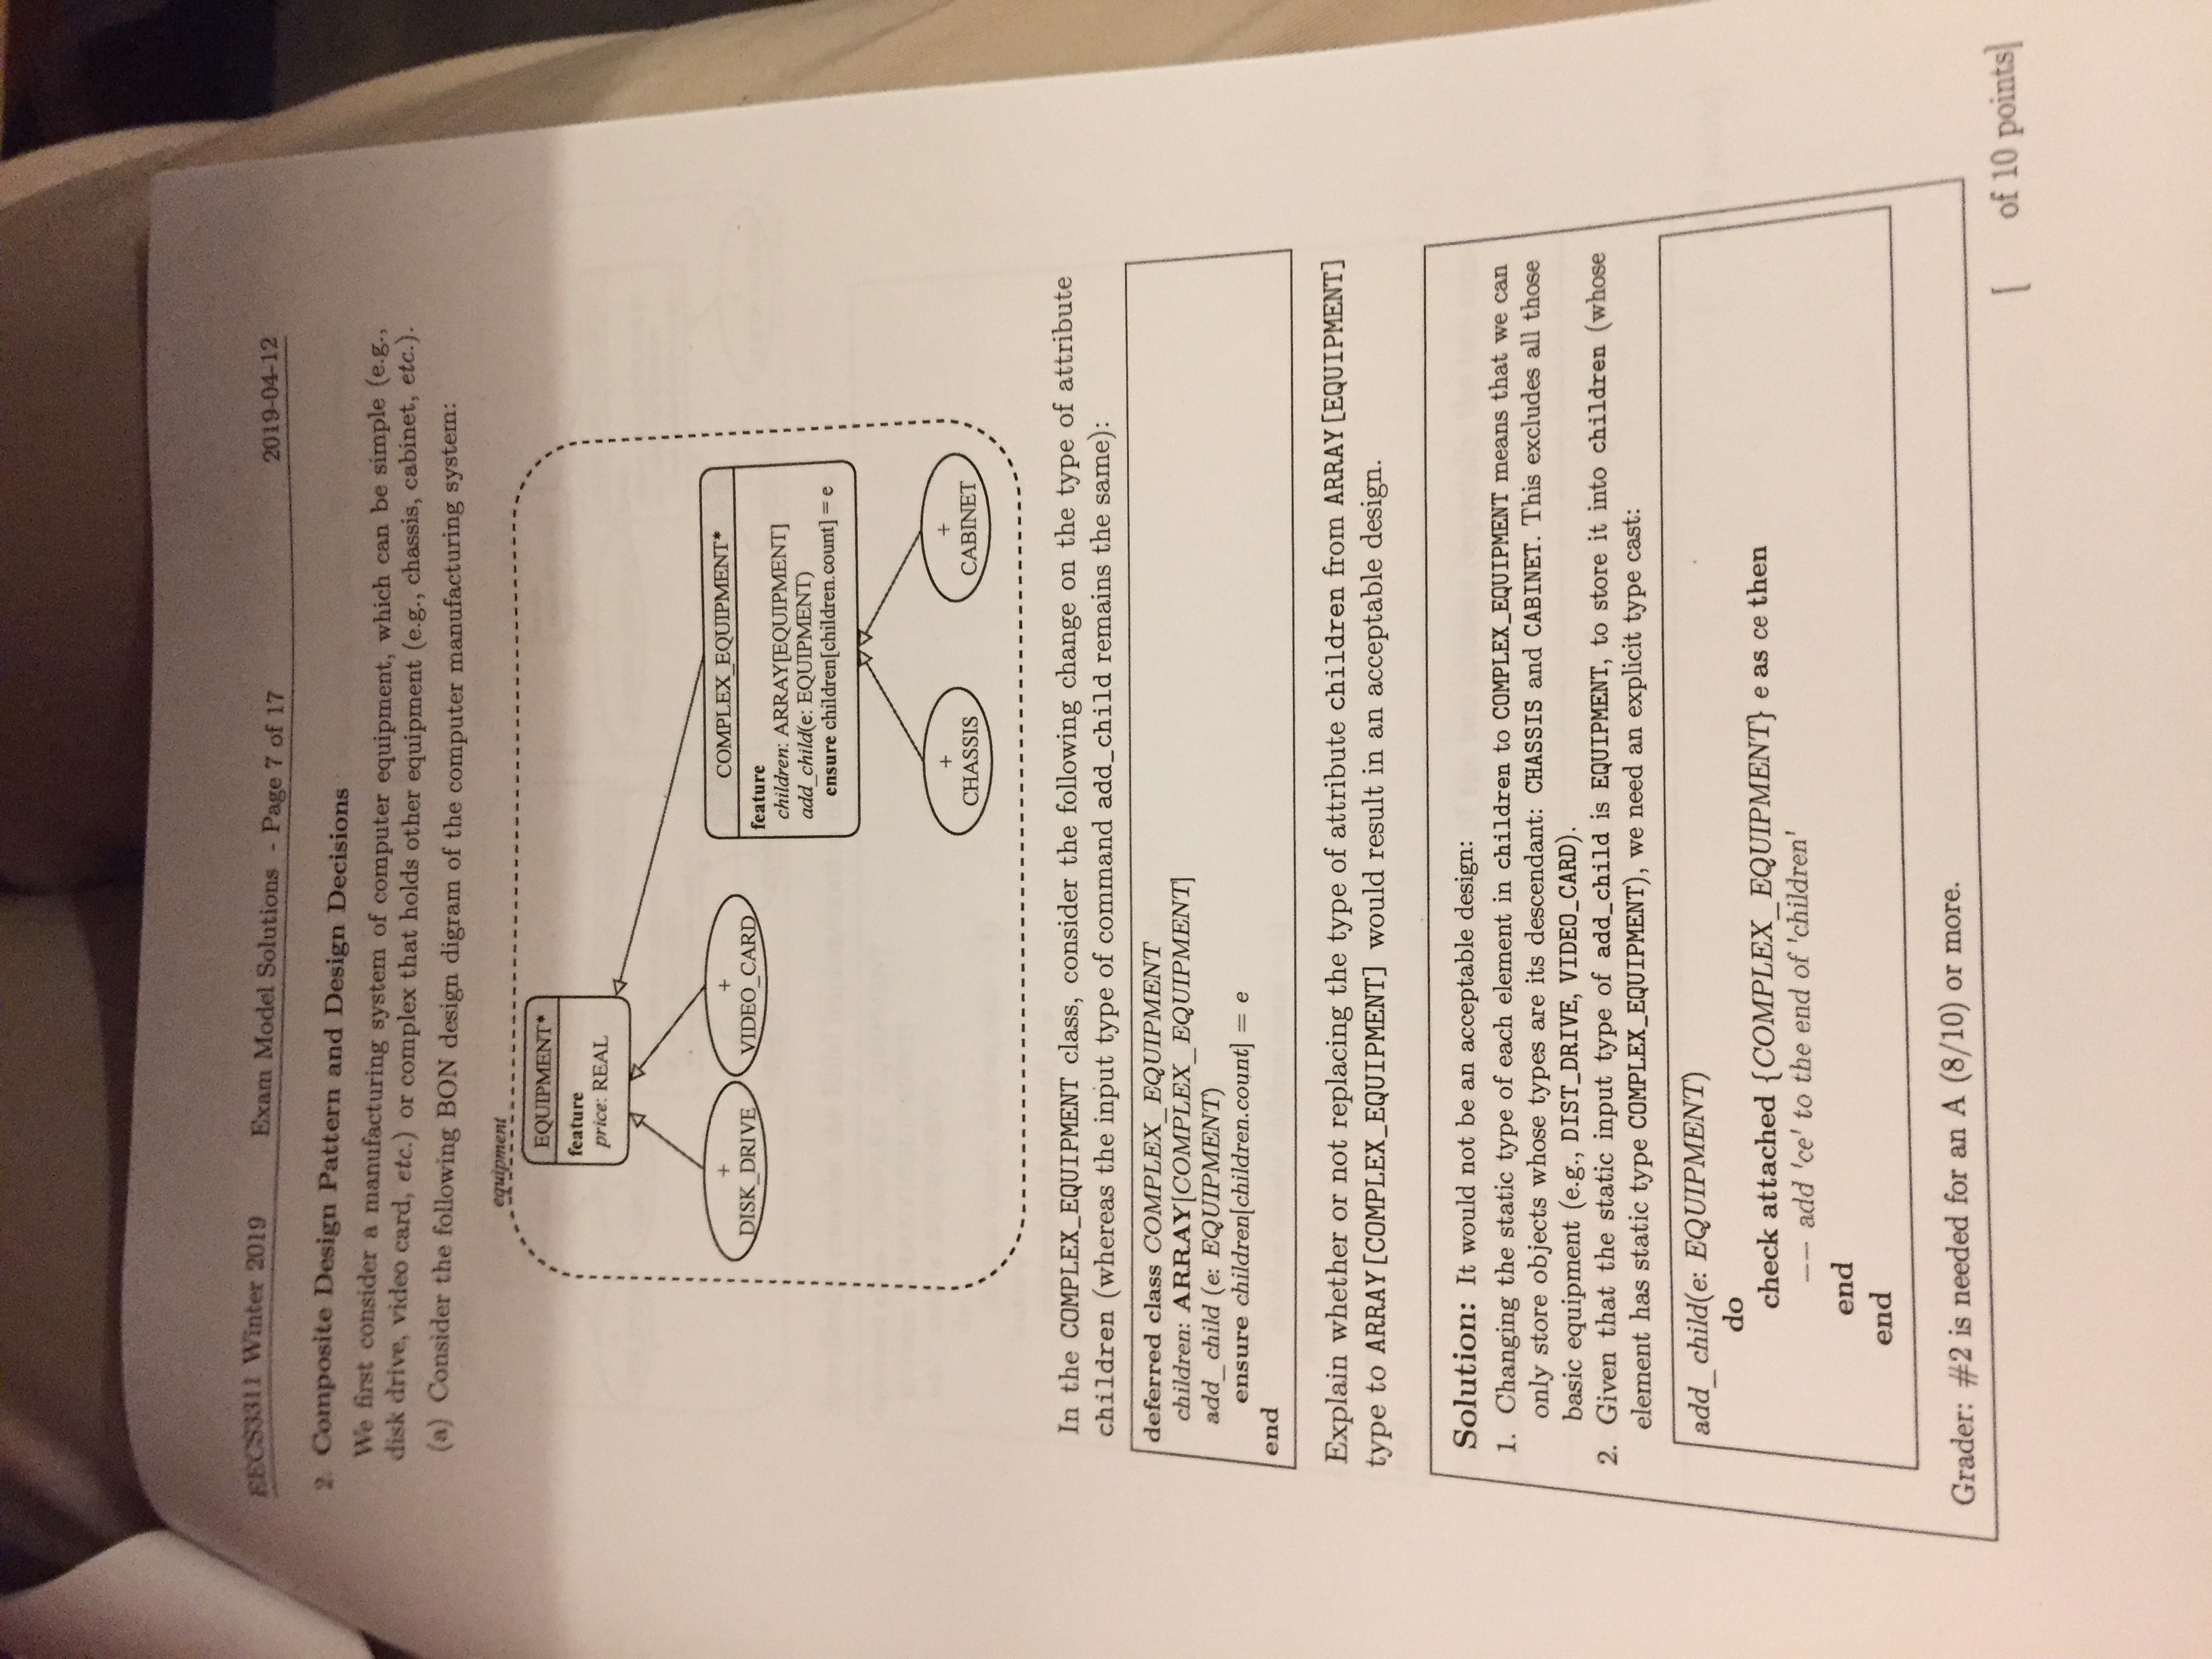 EECS3311 Winter 2019 Exam Model Solutions - Page 7 of 17 2019-04-12
2. Composite Design Pattern and Design Decisions
We first consider a manufacturing system of computer equipment, which can be simple (e.g.,
disk drive, video card, etc.) or complex that holds other equipment (e.g., chassis, cabinet, etc.).
(a) Consider the following BON design digram of the computer manufacturing system:
equipment
EQUIPMENT*
feature
price: REAL
+
DISK_DRIVE
+
VIDEO_CARD
COMPLEX_EQUIPMENT*
feature
children: ARRAY[EQUIPMENT]
add_child(e: EQUIPMENT)
ensure children[children.count] = e
+
CHASSIS
+
CABINET
In the COMPLEX_EQUIPMENT class, consider the following change on the type of attribute
children (whereas the input type of command add_child remains the same):
deferred class COMPLEX_EQUIPMENT
children: ARRAY[COMPLEX_EQUIPMENT]
add_child (e: EQUIPMENT)
ensure children[children.count] = e
end
Explain whether or not replacing the type of attribute children from ARRAY[EQUIPMENT]
type to ARRAY[COMPLEX_EQUIPMENT] would result in an acceptable design.
Solution: It would not be an acceptable design:
1. Changing the static type of each element in children to COMPLEX_EQUIPMENT means that we can
only store objects whose types are its descendant: CHASSIS and CABINET. This excludes all those
basic equipment (e.g., DIST_DRIVE, VIDEO_CARD).
2. Given that the static input type of add_child is EQUIPMENT, to store it into children (whose
element has static type COMPLEX_EQUIPMENT), we need an explicit type cast:
add_child(e: EQUIPMENT)
do
check attached {COMPLEX_EQUIPMENT} e as ce then
-- add 'ce' to the end of 'children'
end
end
Grader: #2 is needed for an A (8/10) or more.
[ of 10 points]